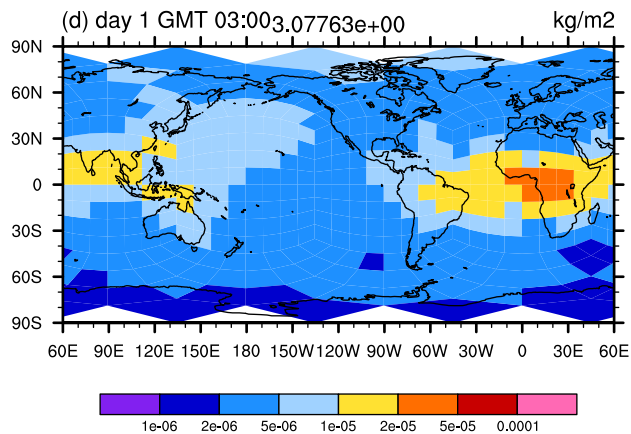 (d) day 1 GMT 03:00 3.07763e+00 kg/m2
90N
60N
30N
0
30S
60S
90S
60E 90E 120E 150E 180 150W 120W 90W 60W 30W 0 30E 60E
1e-06 2e-06 5e-06 1e-05 2e-05 5e-05 0.0001